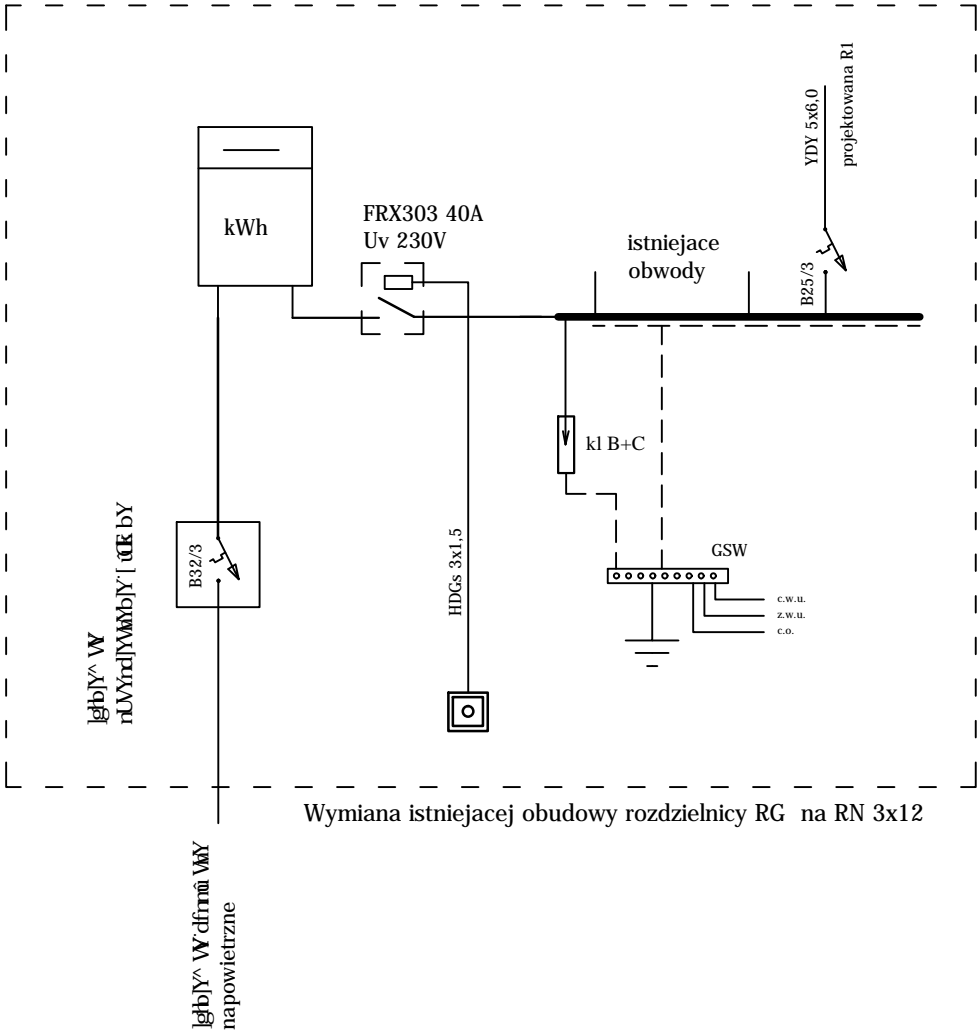 YDY 5x6,0
projektowana R1
kWh
FRX303 40A
Uv 230V
istniejace
obwody
B25/3
kl B+C
B32/3
HDGs 3x1,5
GSW
c.w.u.
z.w.u.
c.o.
Wymiana istniejacej obudowy rozdzielnicy RG na RN 3x12
napowietrzne